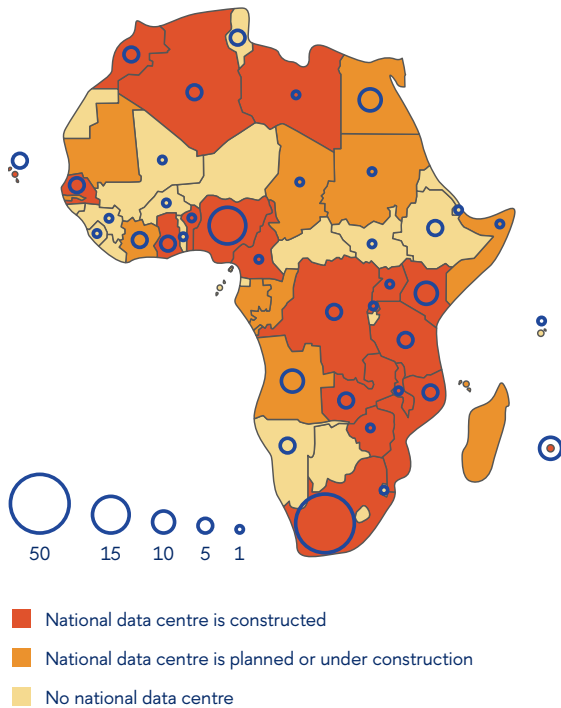 50 15 10 5 1
National data centre is constructed
National data centre is planned or under construction
No national data centre